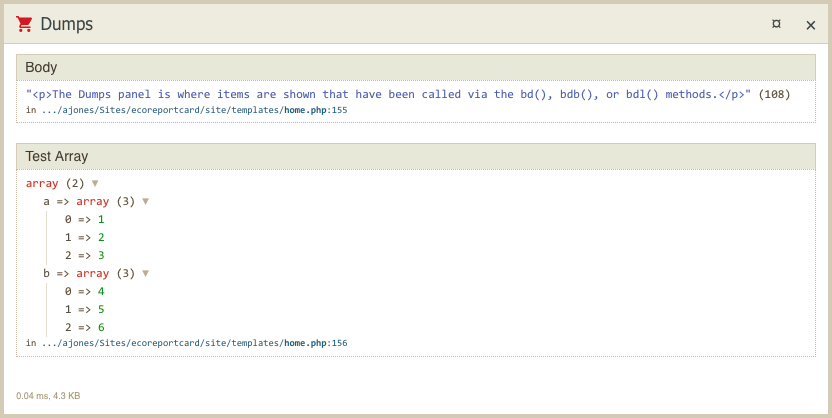 Dumps
¤ ×
Body
"<p>The Dumps panel is where items are shown that have been called via the bd(), bdb(), or bdl() methods.</p>" (108)
in .../ajones/Sites/ecoreportcard/site/templates/home.php:155
Test Array
array (2) ▼
a => array (3) ▼
0 => 1
1 => 2
2 => 3
b => array (3) ▼
0 => 4
1 => 5
2 => 6
in .../ajones/Sites/ecoreportcard/site/templates/home.php:156
0.04 ms, 4.3 KB